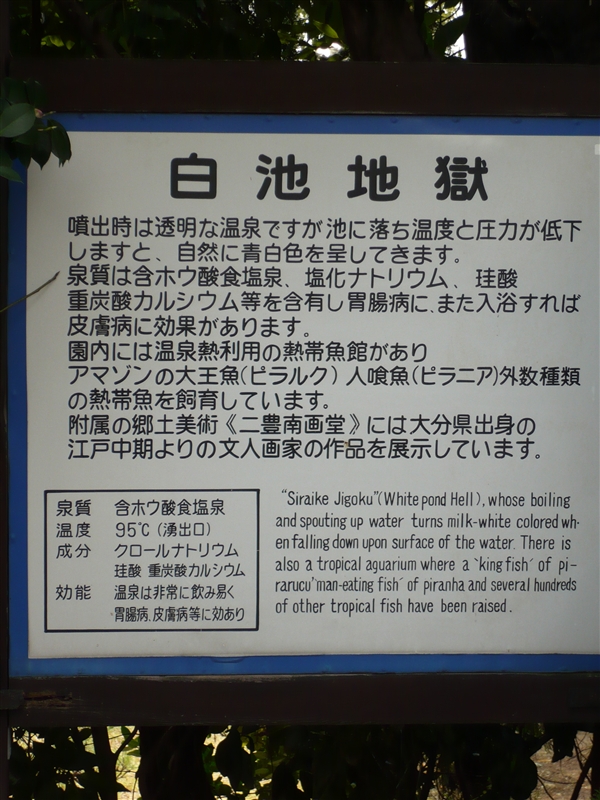 白池地獄
噴出時は透明な温泉ですが池に落ち温度と圧力が低下
しますと、自然に青白色を呈してきます。
泉質は含ホウ酸食塩泉、塩化ナトリウム、珪酸
重炭酸カルシウム等を含有し胃腸病に、また入浴すれば
皮膚病に効果があります。
園内には温泉熱利用の熱帯魚館があり
アマゾンの大王魚(ピラルク)人喰魚(ピラニア)外数種類
の熱帯魚を飼育しています。
附属の郷土美術《二豊南画堂》には大分県出身の
江戸中期よりの文人画家の作品を展示しています。
泉質 含ホウ酸食塩泉
温度 95℃(湧出口)
成分 クロールナトリウム
珪酸 重炭酸カルシウム
効能 温泉は非常に飲み易く
胃腸病、皮膚病等に効あり
"Siraike Jigoku"(White pond Hell), whose boiling
and spouting up water turns milk-white colored wh-
en falling down upon surface of the water. There is
also a tropical aguarium where a `king fish´ of pi-
rarucu´man-eating fish´ of piranha and several hundreds
of other tropical fish have been raised.